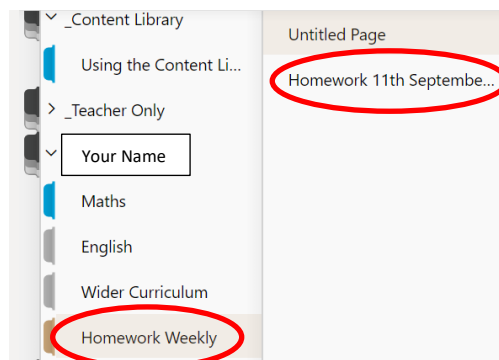 _Content Library
Using the Content Li...
_Teacher Only
Your Name
Maths
English
Wider Curriculum
Homework Weekly
Untitled Page
Homework 11th Septembe...